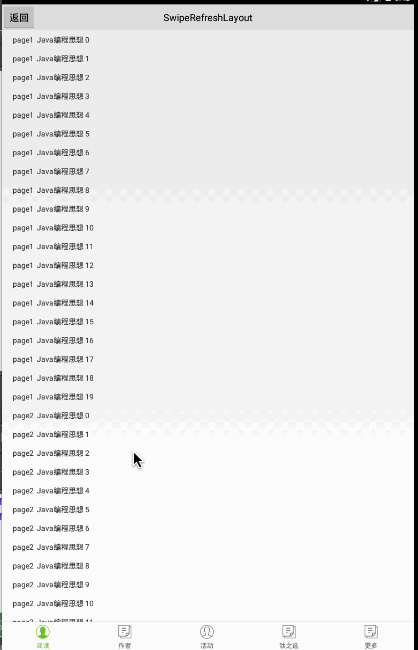 返回 SwipeRefreshLayout
page1 Java编程思想 0
page1 Java编程思想 1
page1 Java编程思想 2
page1 Java编程思想 3
page1 Java编程思想 4
page1 Java编程思想 5
page1 Java编程思想 6
page1 Java编程思想 7
page1 Java编程思想 8
page1 Java编程思想 9
page1 Java编程思想 10
page1 Java编程思想 11
page1 Java编程思想 12
page1 Java编程思想 13
page1 Java编程思想 14
page1 Java编程思想 15
page1 Java编程思想 16
page1 Java编程思想 17
page1 Java编程思想 18
page1 Java编程思想 19
page2 Java编程思想 0
page2 Java编程思想 1
page2 Java编程思想 2
page2 Java编程思想 3
page2 Java编程思想 4
page2 Java编程思想 5
page2 Java编程思想 6
page2 Java编程思想 7
page2 Java编程思想 8
page2 Java编程思想 9
page2 Java编程思想 10
作者 活动 更多